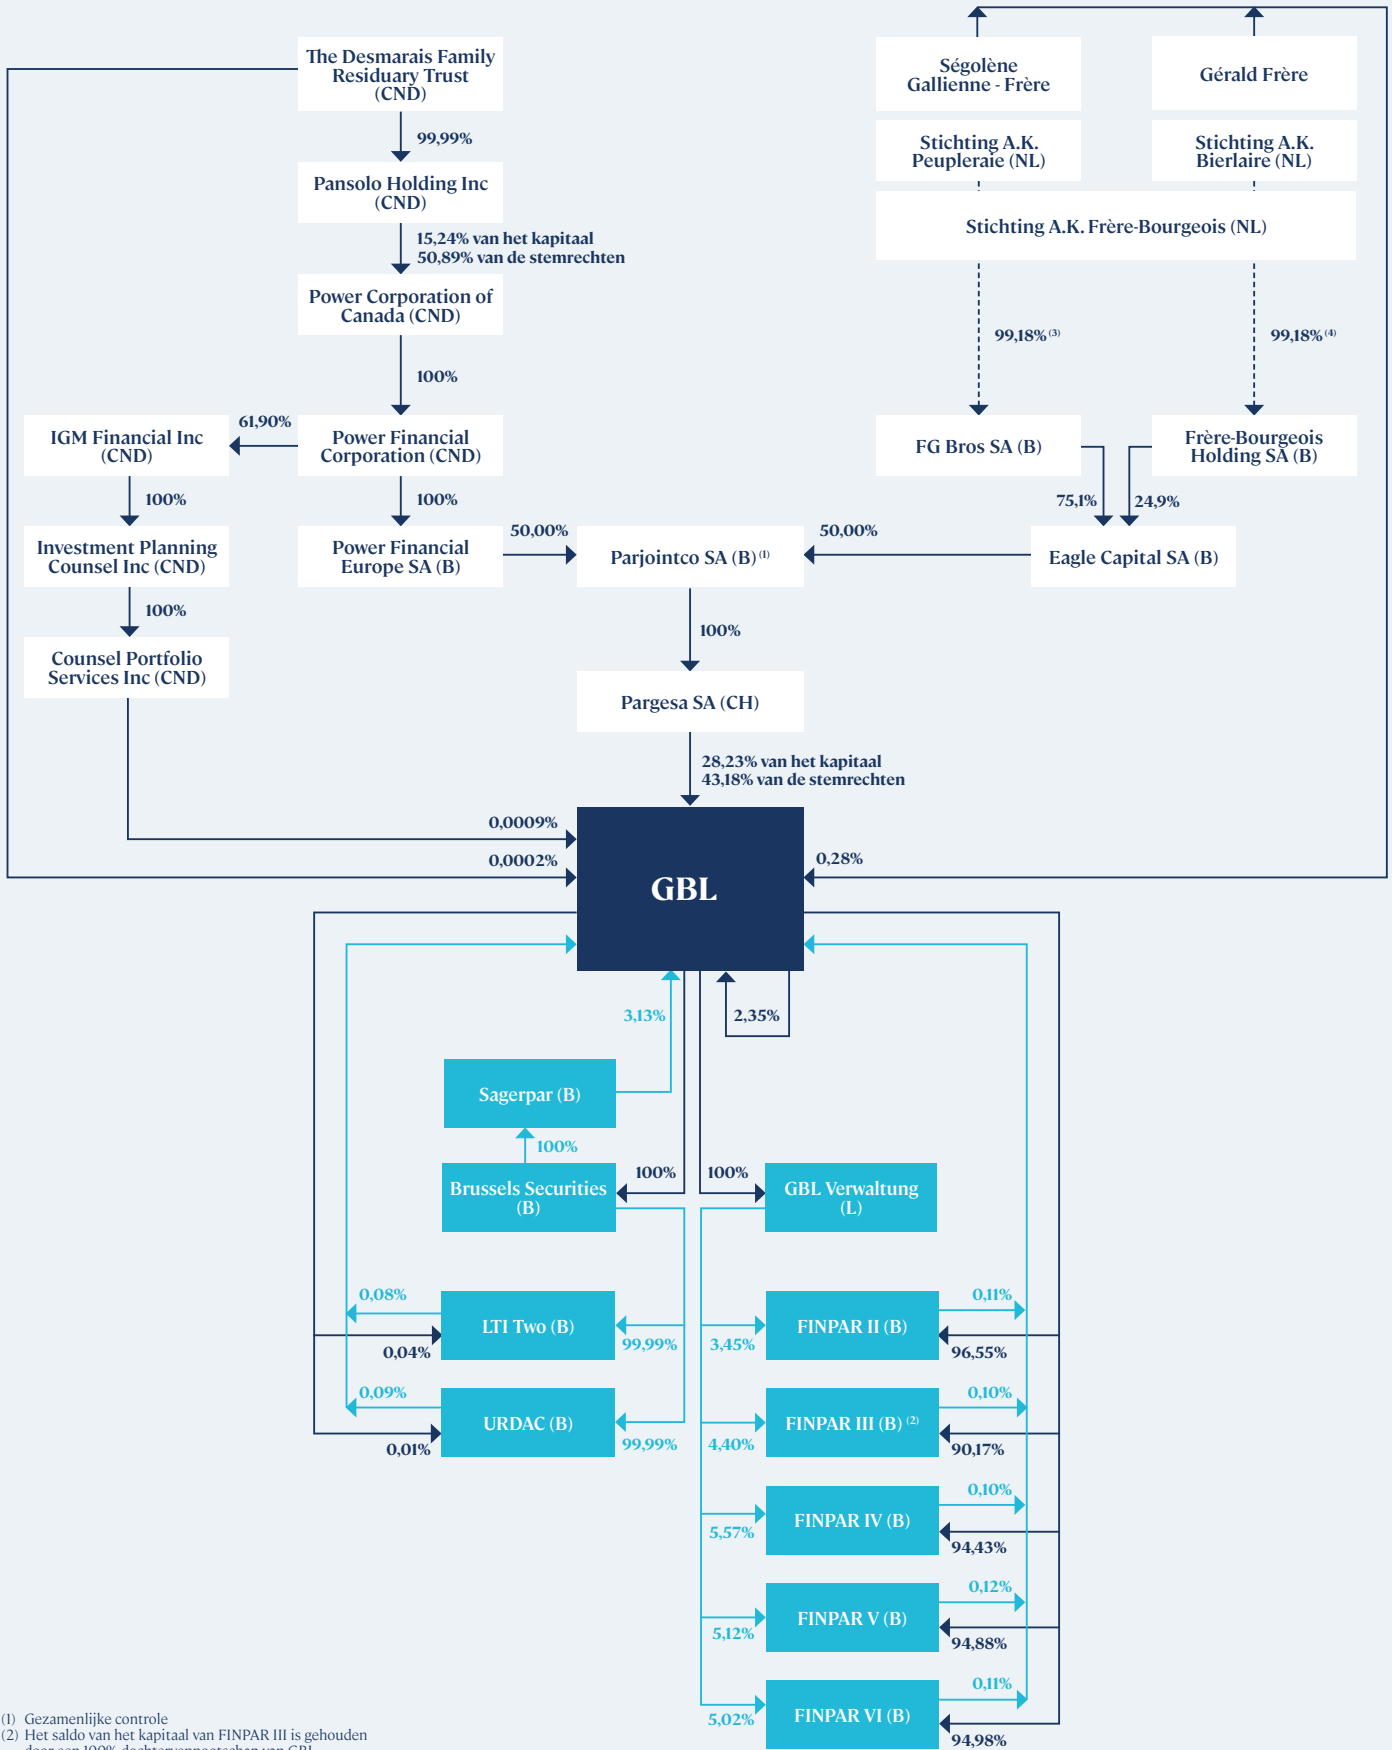 The Desmarais Family
Residuary Trust
(CND)
99,99%
Pansolo Holding Inc
(CND)
15,24% van het kapitaal
50,89% van de stemrechten
Power Corporation of
Canada (CND)
100%
Power Financial
Corporation (CND)
61,90%
IGM Financial Inc
(CND)
100%
Investment Planning
Counsel Inc (CND)
100%
Counsel Portfolio
Services Inc (CND)
100%
Power Financial
Europe SA (B)
50,00%
Parjointco SA (B) (1)
50,00%
Ségolène
Gallienne - Frère
Gérald Frère
Stichting A.K.
Peupleraie (NL)
Stichting A.K.
Bierlaire (NL)
Stichting A.K. Frère-Bourgeois (NL)
99,18% (3)
99,18% (4)
FG Bros SA (B)
Frère-Bourgeois
Holding SA (B)
75,1%
24,9%
Eagle Capital SA (B)
100%
Pargesa SA (CH)
28,23% van het kapitaal
43,18% van de stemrechten
0,0009%
0,0002%
0,28%
GBL
3,13%
2,35%
Sagerpar (B)
100%
100%
100%
Brussels Securities
(B)
GBL Verwaltung
(L)
0,08%
LTI Two (B)
0,04%
99,99%
0,09%
URDAC (B)
0,01%
99,99%
0,11%
FINPAR II (B)
3,45%
96,55%
0,10%
FINPAR III (B) (2)
4,40%
90,17%
0,10%
FINPAR IV (B)
5,57%
94,43%
0,12%
FINPAR V (B)
5,12%
94,88%
0,11%
FINPAR VI (B)
5,02%
94,98%
(1) Gezamenlijke controle
(2) Het saldo van het kapitaal van FINPAR III is gehouden
door een 100% dochtervennootschap van GBL